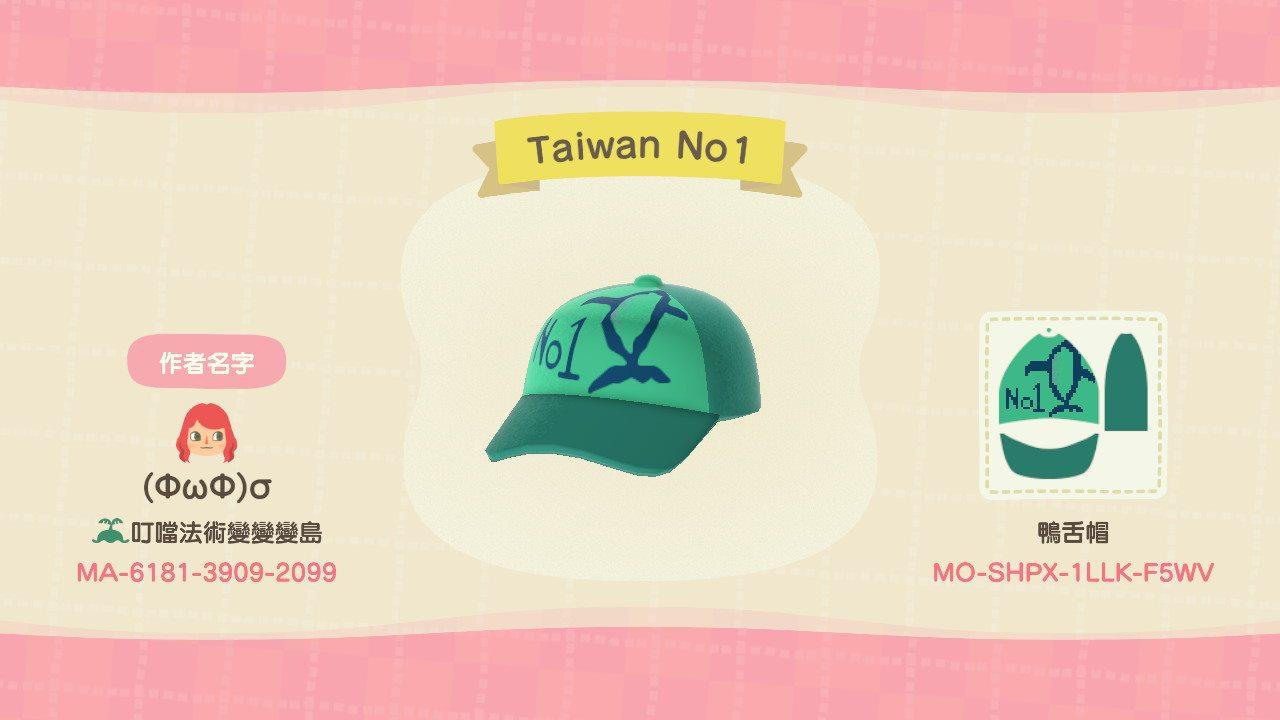 Taiwan No1
No1
作者名字
(ΦωΦ)σ
叮噹法術變變變島
MA-6181-3909-2099
No1
鴨舌帽
MO-SHPX-1LLK-F5WV